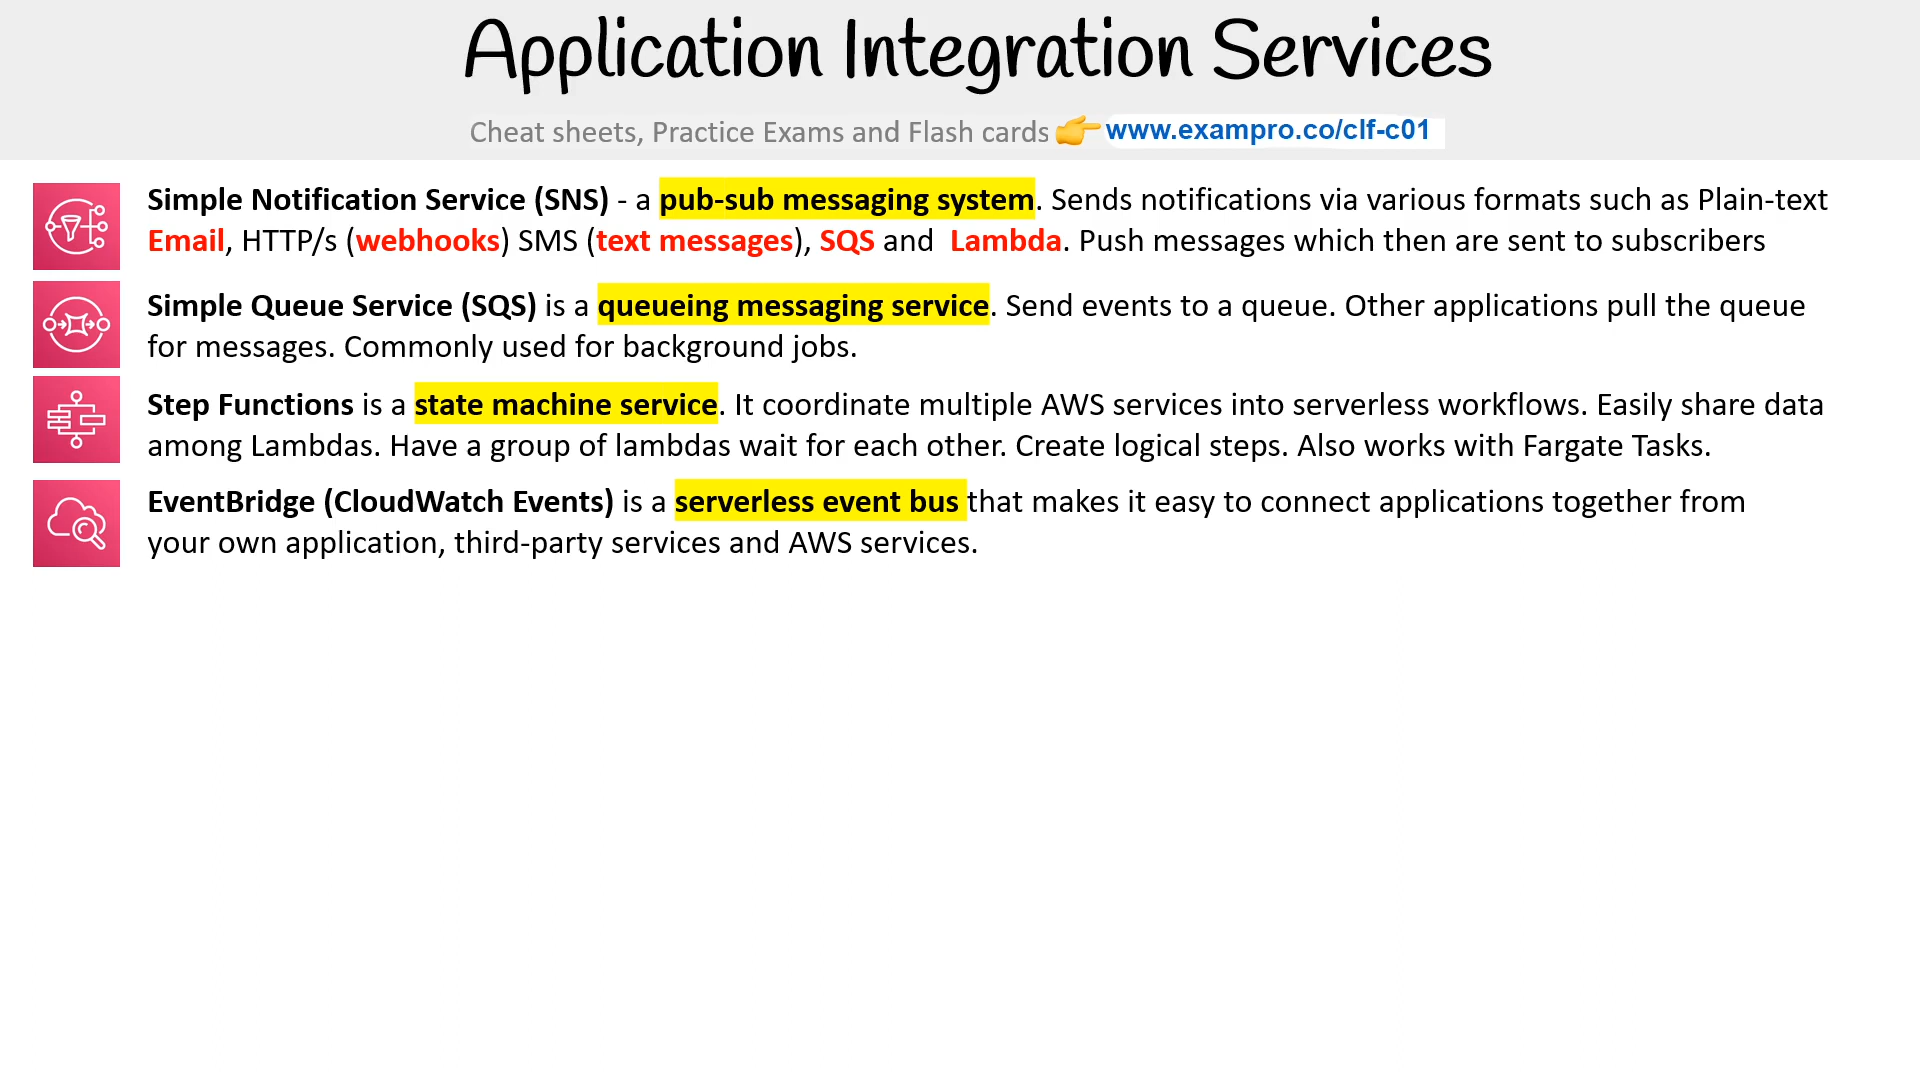 Application Integration Services
Cheat sheets, Practice Exams and Flash cards 👉 www.exampro.co/clf-c01
Simple Notification Service (SNS) - a pub-sub messaging system. Sends notifications via various formats such as Plain-text
Email, HTTP/s (webhooks) SMS (text messages), SQS and Lambda. Push messages which then are sent to subscribers
Simple Queue Service (SQS) is a queueing messaging service. Send events to a queue. Other applications pull the queue
for messages. Commonly used for background jobs.
Step Functions is a state machine service. It coordinate multiple AWS services into serverless workflows. Easily share data
among Lambdas. Have a group of lambdas wait for each other. Create logical steps. Also works with Fargate Tasks.
EventBridge (CloudWatch Events) is a serverless event bus that makes it easy to connect applications together from
your own application, third-party services and AWS services.